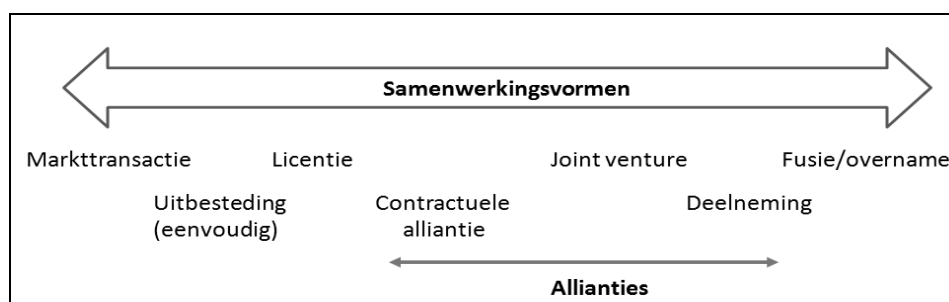 Samenwerkingsvormen
Markttransactie Licentie Joint venture Fusie/overname
Uitbesteding Contractuele Deelneming
(eenvoudig) alliantie
Allianties